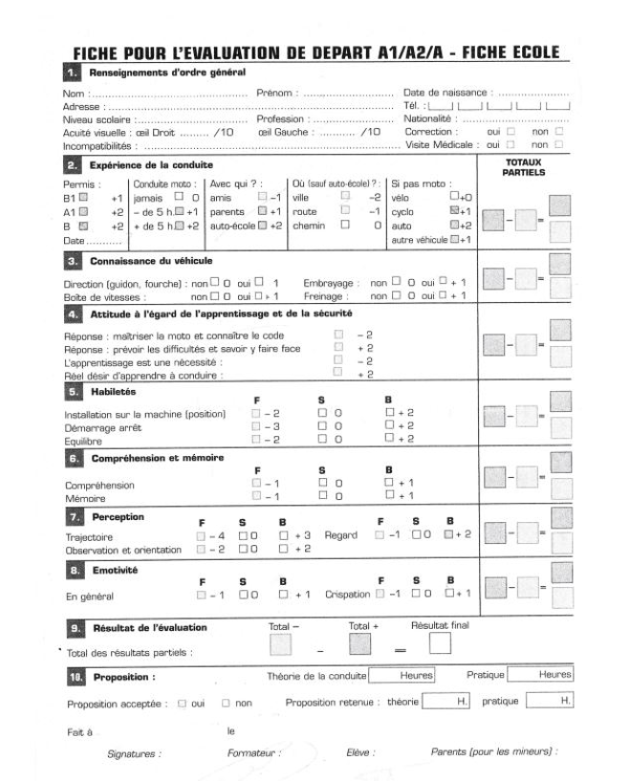 FICHE POUR L'EVALUATION DE DEPART A1/A2/A - FICHE ECOLE
1. Renseignements d'ordre général
Nom : Prénom : Date de naissance :
Adresse : Tél. :
Niveau scolaire : Profession : Nationalité :
Acuité visuelle : œil Droit ......... /10 œil Gauche : ........... /10 Correction : oui ☐ non ☐
Incompatibilités : Visite Médicale : oui ☐ non ☐
2. Expérience de la conduite TOTAUX PARTIELS
Permis : Conduite moto : Avec qui ? : Où (sauf auto-école) ? : Si pas moto :
B1 ☐ +1 jamais ☐ 0 amis ☐ -1 ville ☐ -2 vélo ☐ +0
A1 ☐ +2 - de 5 h. ☐ +1 parents ☐ +1 route ☐ -1 cyclo ☐ +1
B ☐ +2 + de 5 h. ☐ +2 auto-école ☐ +2 chemin ☐ 0 auto ☐ +2
Date ........... autre véhicule ☐ +1
3. Connaissance du véhicule
Direction (guidon, fourche) : non ☐ 0 oui ☐ 1 Embrayage : non ☐ 0 oui ☐ + 1
Boîte de vitesses : non ☐ 0 oui ☐ + 1 Freinage : non ☐ 0 oui ☐ + 1
4. Attitude à l'égard de l'apprentissage et de la sécurité
Réponse : maîtriser la moto et connaître le code ☐ - 2
Réponse : prévoir les difficultés et savoir y faire face ☐ + 2
L'apprentissage est une nécessité : ☐ - 2
Réel désir d'apprendre à conduire : ☐ + 2
5. Habiletés
F S B
Installation sur la machine (position) ☐ - 2 ☐ 0 ☐ + 2
Démarrage arrêt ☐ - 3 ☐ 0 ☐ + 2
Equilibre ☐ - 2 ☐ 0 ☐ + 2
6. Compréhension et mémoire
F S B
Compréhension ☐ - 1 ☐ 0 ☐ + 1
Mémoire ☐ - 1 ☐ 0 ☐ + 1
7. Perception
F S B F S B
Trajectoire ☐ - 4 ☐ 0 ☐ + 3 Regard ☐ -1 ☐ 0 ☐ + 2
Observation et orientation ☐ - 2 ☐ 0 ☐ + 2
8. Emotivité
F S B F S B
En général ☐ - 1 ☐ 0 ☐ + 1 Crispation ☐ -1 ☐ 0 ☐ + 1
9. Résultat de l'évaluation Total - Total + Résultat final
Total des résultats partiels : - =
10. Proposition : Théorie de la conduite Heures Pratique Heures
Proposition acceptée : ☐ oui ☐ non Proposition retenue : théorie H. pratique H.
Fait à le
Signatures : Formateur : Elève : Parents (pour les mineurs) :